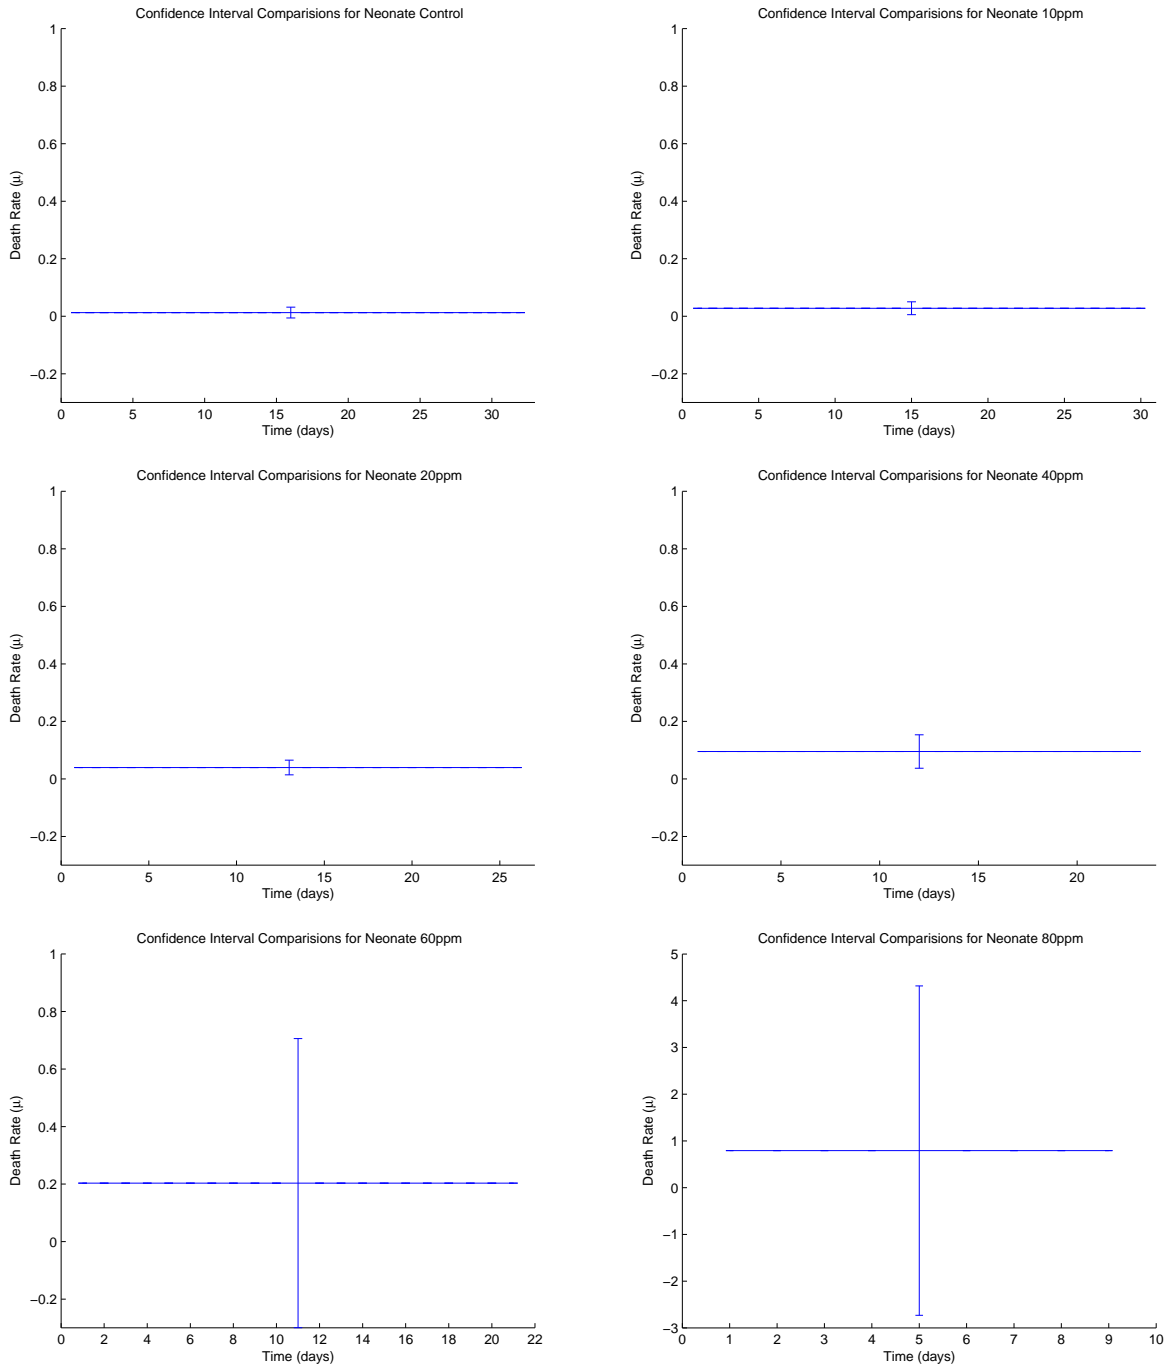 Confidence Interval Comparisions for Neonate Control
1
0.8
0.6
0.4
0.2
0
−0.2
Death Rate (μ)
0 5 10 15 20 25 30
Time (days)
Confidence Interval Comparisions for Neonate 10ppm
1
0.8
0.6
0.4
0.2
0
−0.2
Death Rate (μ)
0 5 10 15 20 25 30
Time (days)
Confidence Interval Comparisions for Neonate 20ppm
1
0.8
0.6
0.4
0.2
0
−0.2
Death Rate (μ)
0 5 10 15 20 25
Time (days)
Confidence Interval Comparisions for Neonate 40ppm
1
0.8
0.6
0.4
0.2
0
−0.2
Death Rate (μ)
0 5 10 15 20
Time (days)
Confidence Interval Comparisions for Neonate 60ppm
1
0.8
0.6
0.4
0.2
0
−0.2
Death Rate (μ)
0 2 4 6 8 10 12 14 16 18 20 22
Time (days)
Confidence Interval Comparisions for Neonate 80ppm
5
4
3
2
1
0
−1
−2
−3
Death Rate (μ)
0 1 2 3 4 5 6 7 8 9 10
Time (days)